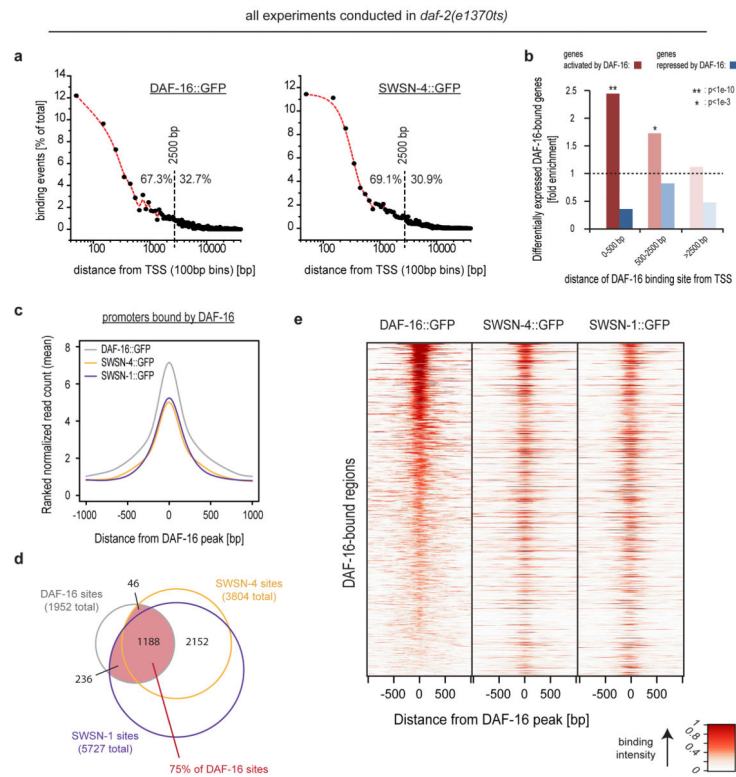 all experiments conducted in daf-2(e1370ts)
a
DAF-16::GFP
binding events [% of total]
14
12
10
8
6
4
2
0
2500 bp
67.3%
32.7%
100
1000
10000
distance from TSS (100bp bins) [bp]
SWSN-4::GFP
14
12
10
8
6
4
2
0
2500 bp
69.1%
30.9%
100
1000
10000
distance from TSS (100bp bins) [bp]
b
genes
activated by DAF-16:
genes
repressed by DAF-16:
** : p<1e-10
* : p<1e-3
Differentially expressed DAF-16-bound genes
[fold enrichment]
2.5
2
1.5
1
0.5
0
**
*
0-500 bp
500-2500 bp
>2500 bp
distance of DAF-16 binding site from TSS
c
promoters bound by DAF-16
DAF-16::GFP
SWSN-4::GFP
SWSN-1::GFP
Ranked normalized read count (mean)
8
6
4
2
0
-1000
-500
0
500
1000
Distance from DAF-16 peak [bp]
d
46
DAF-16 sites
(1952 total)
SWSN-4 sites
(3804 total)
1188
2152
236
SWSN-1 sites
(5727 total)
75% of DAF-16 sites
e
DAF-16::GFP
SWSN-4::GFP
SWSN-1::GFP
DAF-16-bound regions
-500
0
500
-500
0
500
-500
0
500
Distance from DAF-16 peak [bp]
binding
intensity
1
0.8
0.4
0
0
0.4
0.8
1